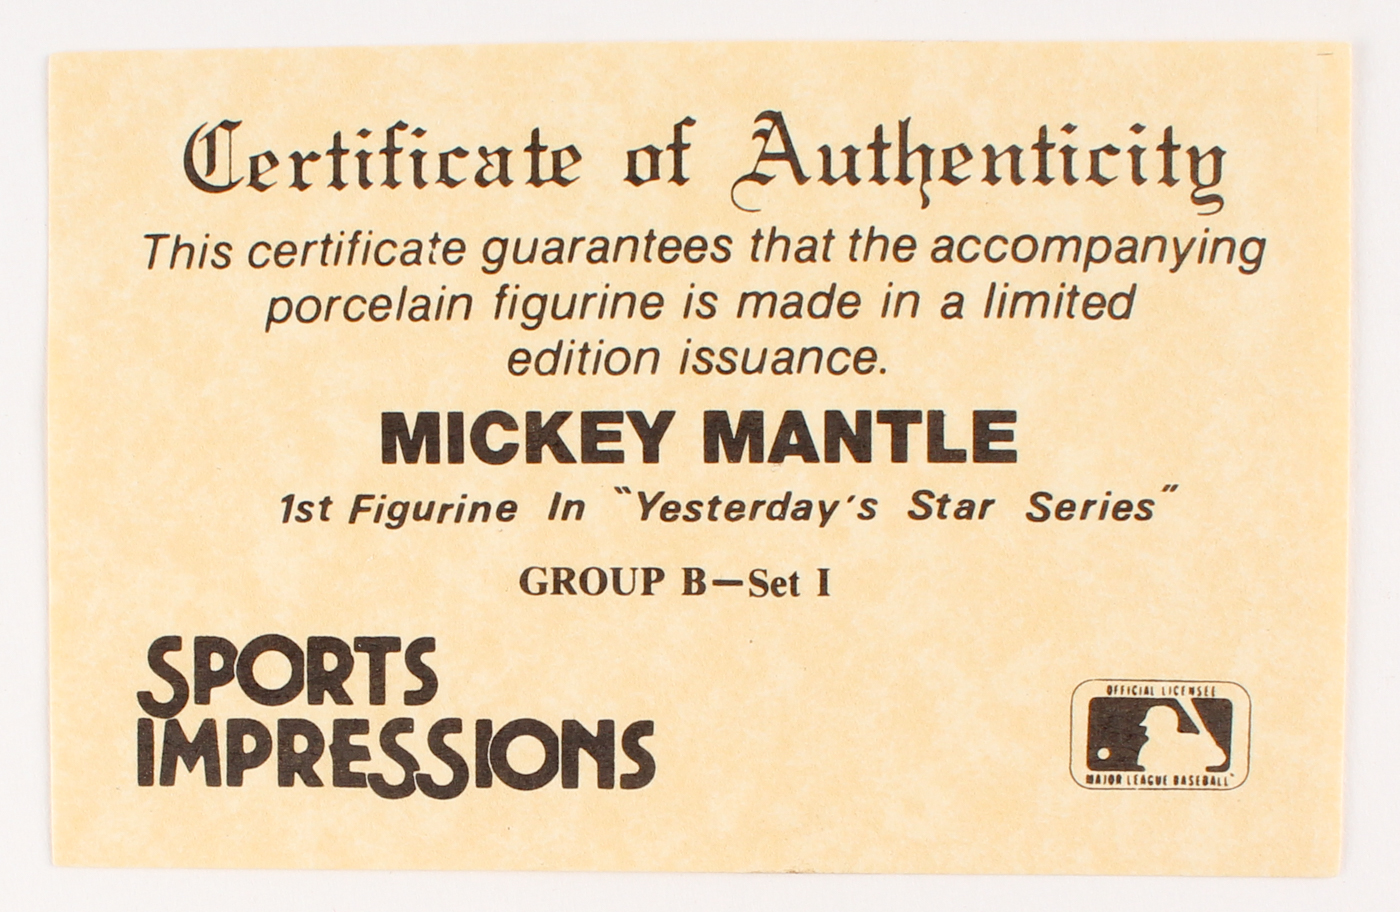 Certificate of Authenticity
This certificate guarantees that the accompanying
porcelain figurine is made in a limited
edition issuance.
MICKEY MANTLE
1st Figurine In "Yesterday's Star Series"
GROUP B—Set I
SPORTS
IMPRESSIONS
OFFICIAL LICENSEE
MAJOR LEAGUE BASEBALL